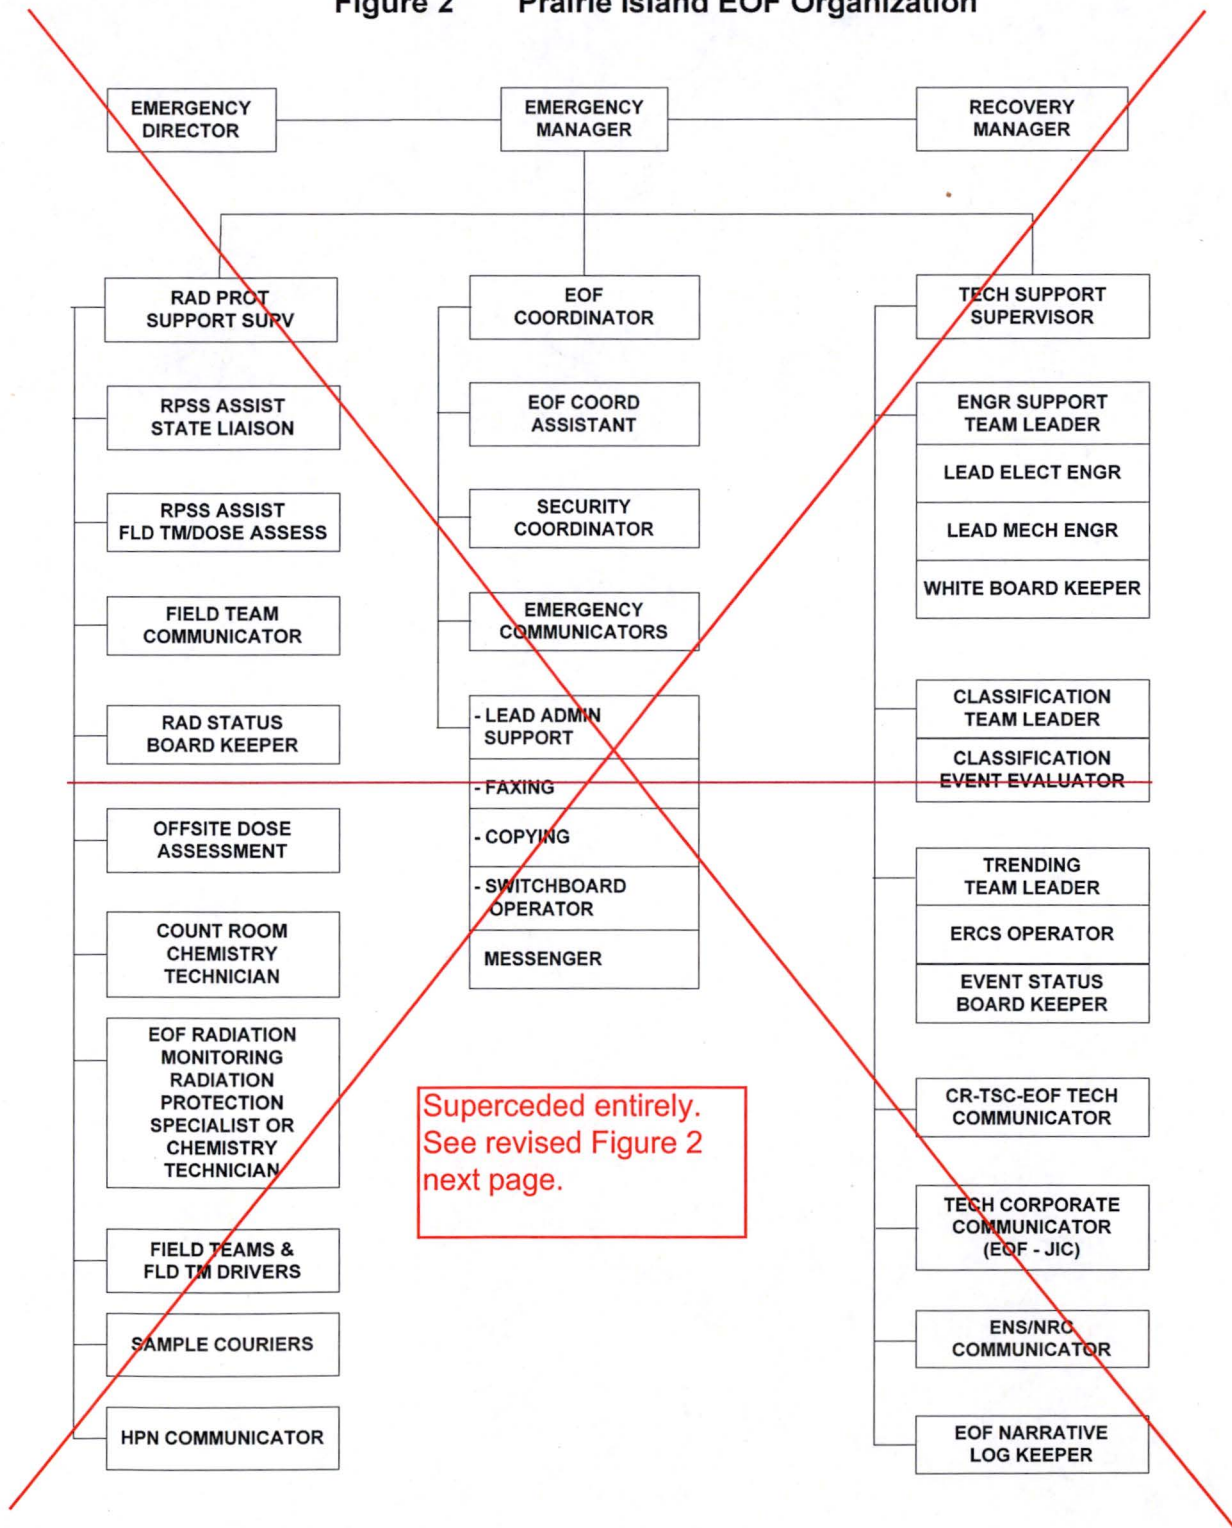 Figure 2 Prairie Island EOF Organization
EMERGENCY
DIRECTOR
EMERGENCY
MANAGER
RECOVERY
MANAGER
RAD PROT
SUPPORT SUPV
RPSS ASSIST
STATE LIAISON
RPSS ASSIST
FLD TM/DOSE ASSESS
FIELD TEAM
COMMUNICATOR
RAD STATUS
BOARD KEEPER
OFFSITE DOSE
ASSESSMENT
COUNT ROOM
CHEMISTRY
TECHNICIAN
EOF RADIATION
MONITORING
RADIATION
PROTECTION
SPECIALIST OR
CHEMISTRY
TECHNICIAN
FIELD TEAMS &
FLD TM DRIVERS
SAMPLE COURIERS
HPN COMMUNICATOR
EOF
COORDINATOR
EOF COORD
ASSISTANT
SECURITY
COORDINATOR
EMERGENCY
COMMUNICATORS
- LEAD ADMIN
SUPPORT
- FAXING
- COPYING
- SWITCHBOARD
OPERATOR
MESSENGER
Superceded entirely.
See revised Figure 2
next page.
TECH SUPPORT
SUPERVISOR
ENGR SUPPORT
TEAM LEADER
LEAD ELECT ENGR
LEAD MECH ENGR
WHITE BOARD KEEPER
CLASSIFICATION
TEAM LEADER
CLASSIFICATION
EVENT EVALUATOR
TRENDING
TEAM LEADER
ERCS OPERATOR
EVENT STATUS
BOARD KEEPER
CR-TSC-EOF TECH
COMMUNICATOR
TECH CORPORATE
COMMUNICATOR
(EOF - JIC)
ENS/NRC
COMMUNICATOR
EOF NARRATIVE
LOG KEEPER